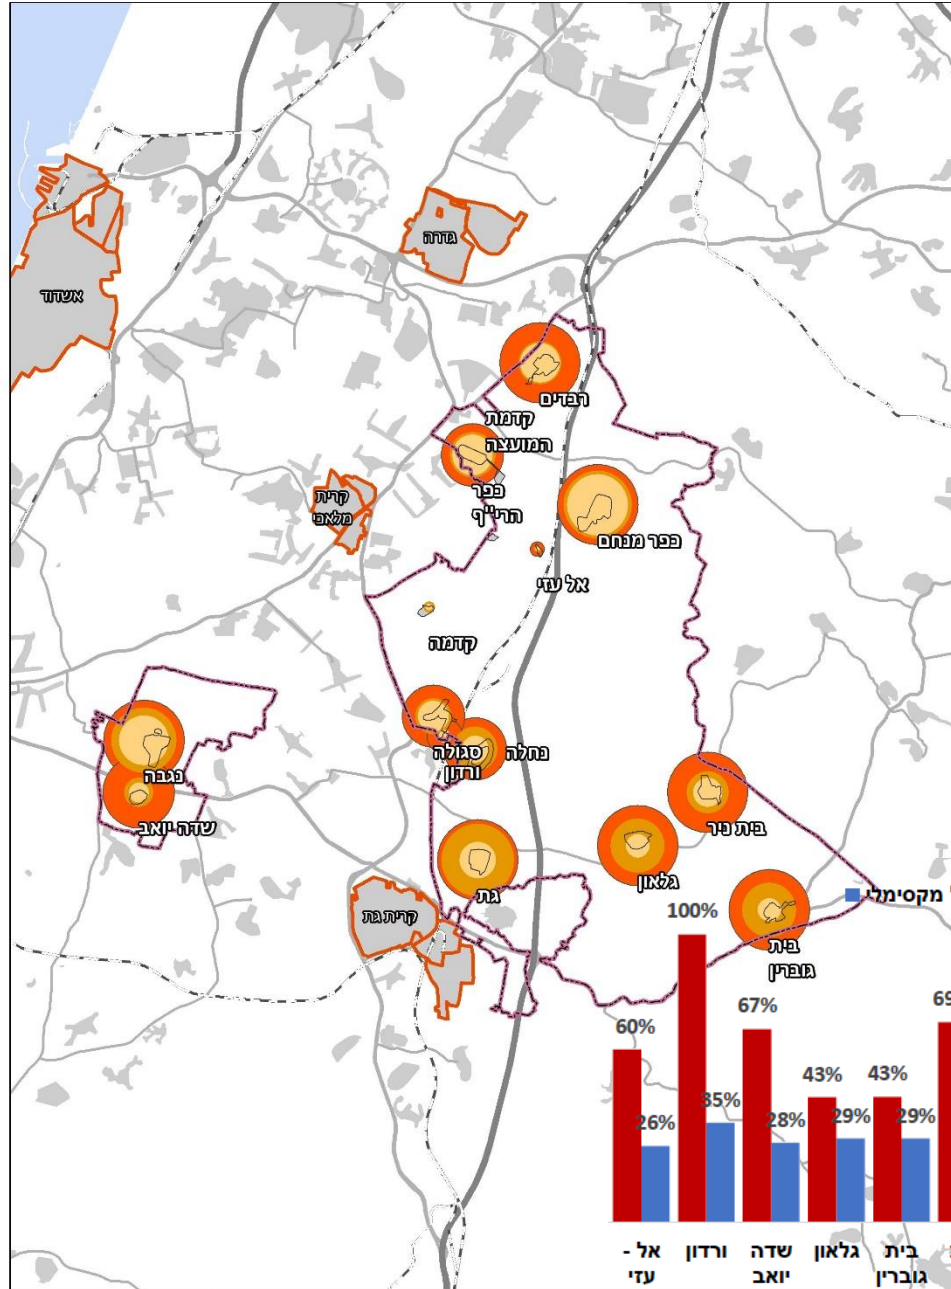 גדרה
אשדוד
רבדים
קדמת
המועצה
כפר
הרי"ף
קרית
מלאכי
כפר מנחם
אל עזי
קדמה
נגבה
שדה יואב
סגולה
ורדון
נחלה
בית ניר
גלאון
גת
קרית גת
בית
גוברין
מקסימלי
100%
60%
26%
35%
67%
28%
43%
29%
43%
29%
69
אל -
עזי
ורדון
שדה
יואב
גלאון
בית
גוברין